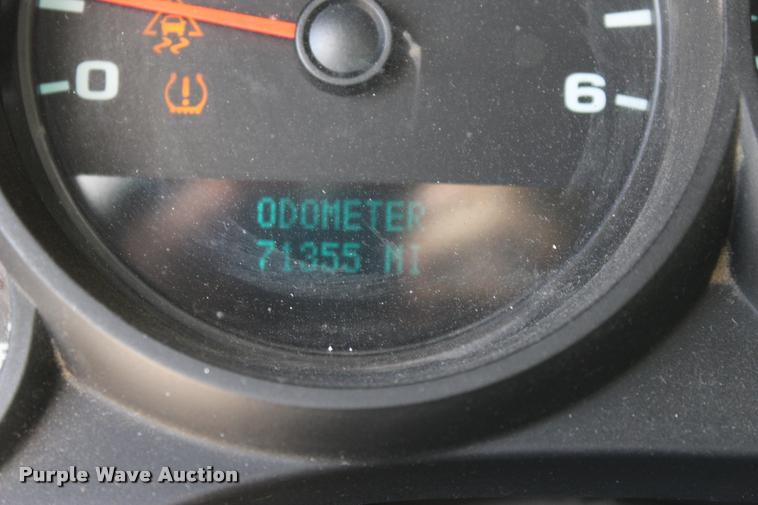 0
6
ODOMETER
71355 MI
Purple Wave Auction